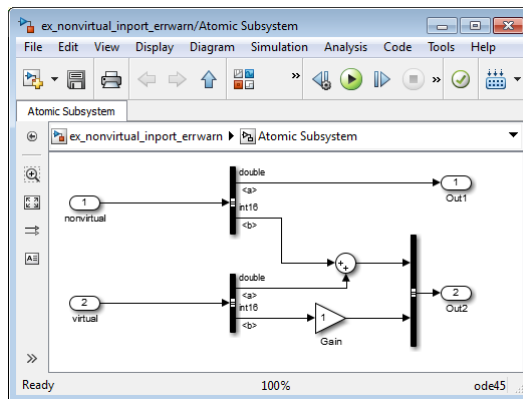 ex_nonvirtual_inport_errwarn/Atomic Subsystem
File Edit View Display Diagram Simulation Analysis Code Tools Help
» »
Atomic Subsystem
ex_nonvirtual_inport_errwarn Atomic Subsystem
double
1
1
<a>
nonvirtual
int16
Out1
<b>
double
2
<a>
2
virtual
int16
1
Out2
<b>
Gain
Ready 100% ode45